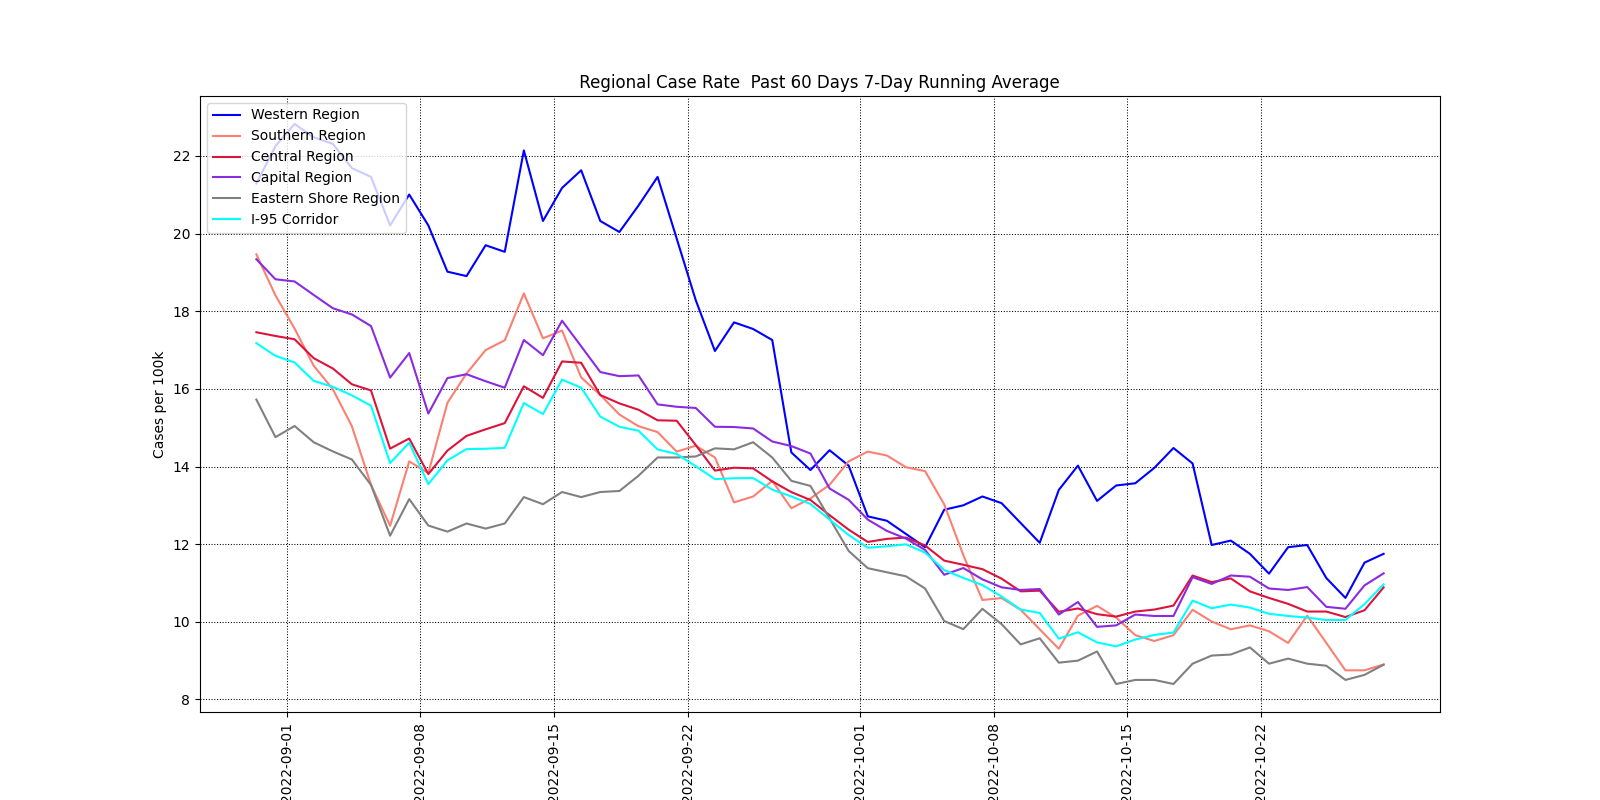 Regional Case Rate  Past 60 Days 7-Day Running Average
Western Region
Southern Region
Central Region
Capital Region
Eastern Shore Region
I-95 Corridor
Cases per 100k
22
20
18
16
14
12
10
8
2022-09-01
2022-09-08
2022-09-15
2022-09-22
2022-10-01
2022-10-08
2022-10-15
2022-10-22